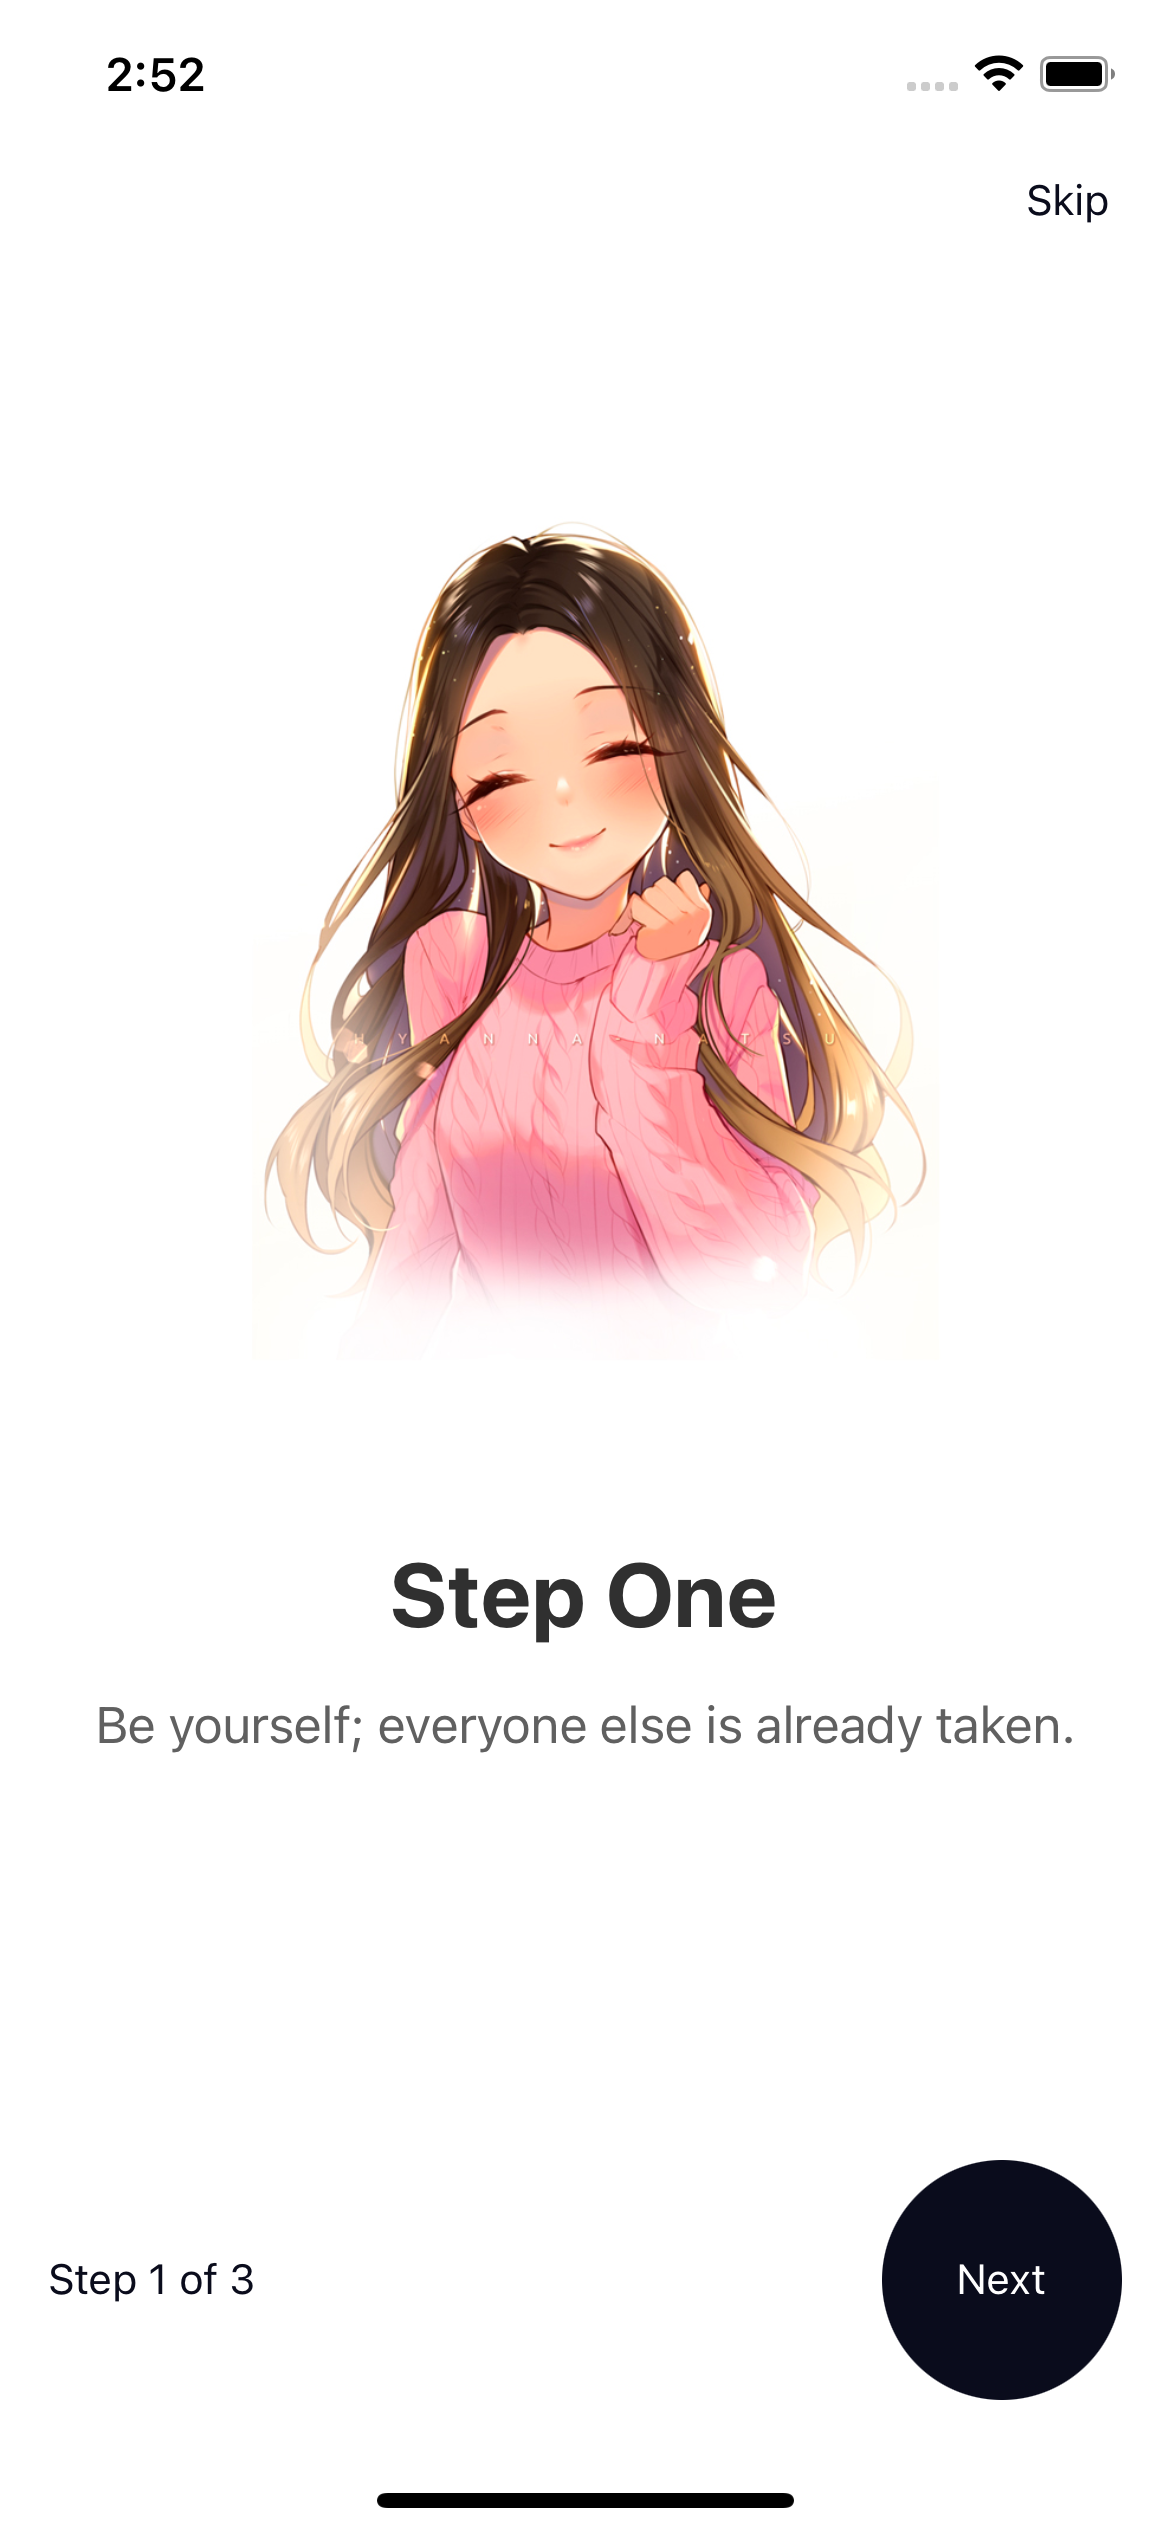 2:52
Skip
HYANNA-NATSU
Step One
Be yourself; everyone else is already taken.
Step 1 of 3
Next